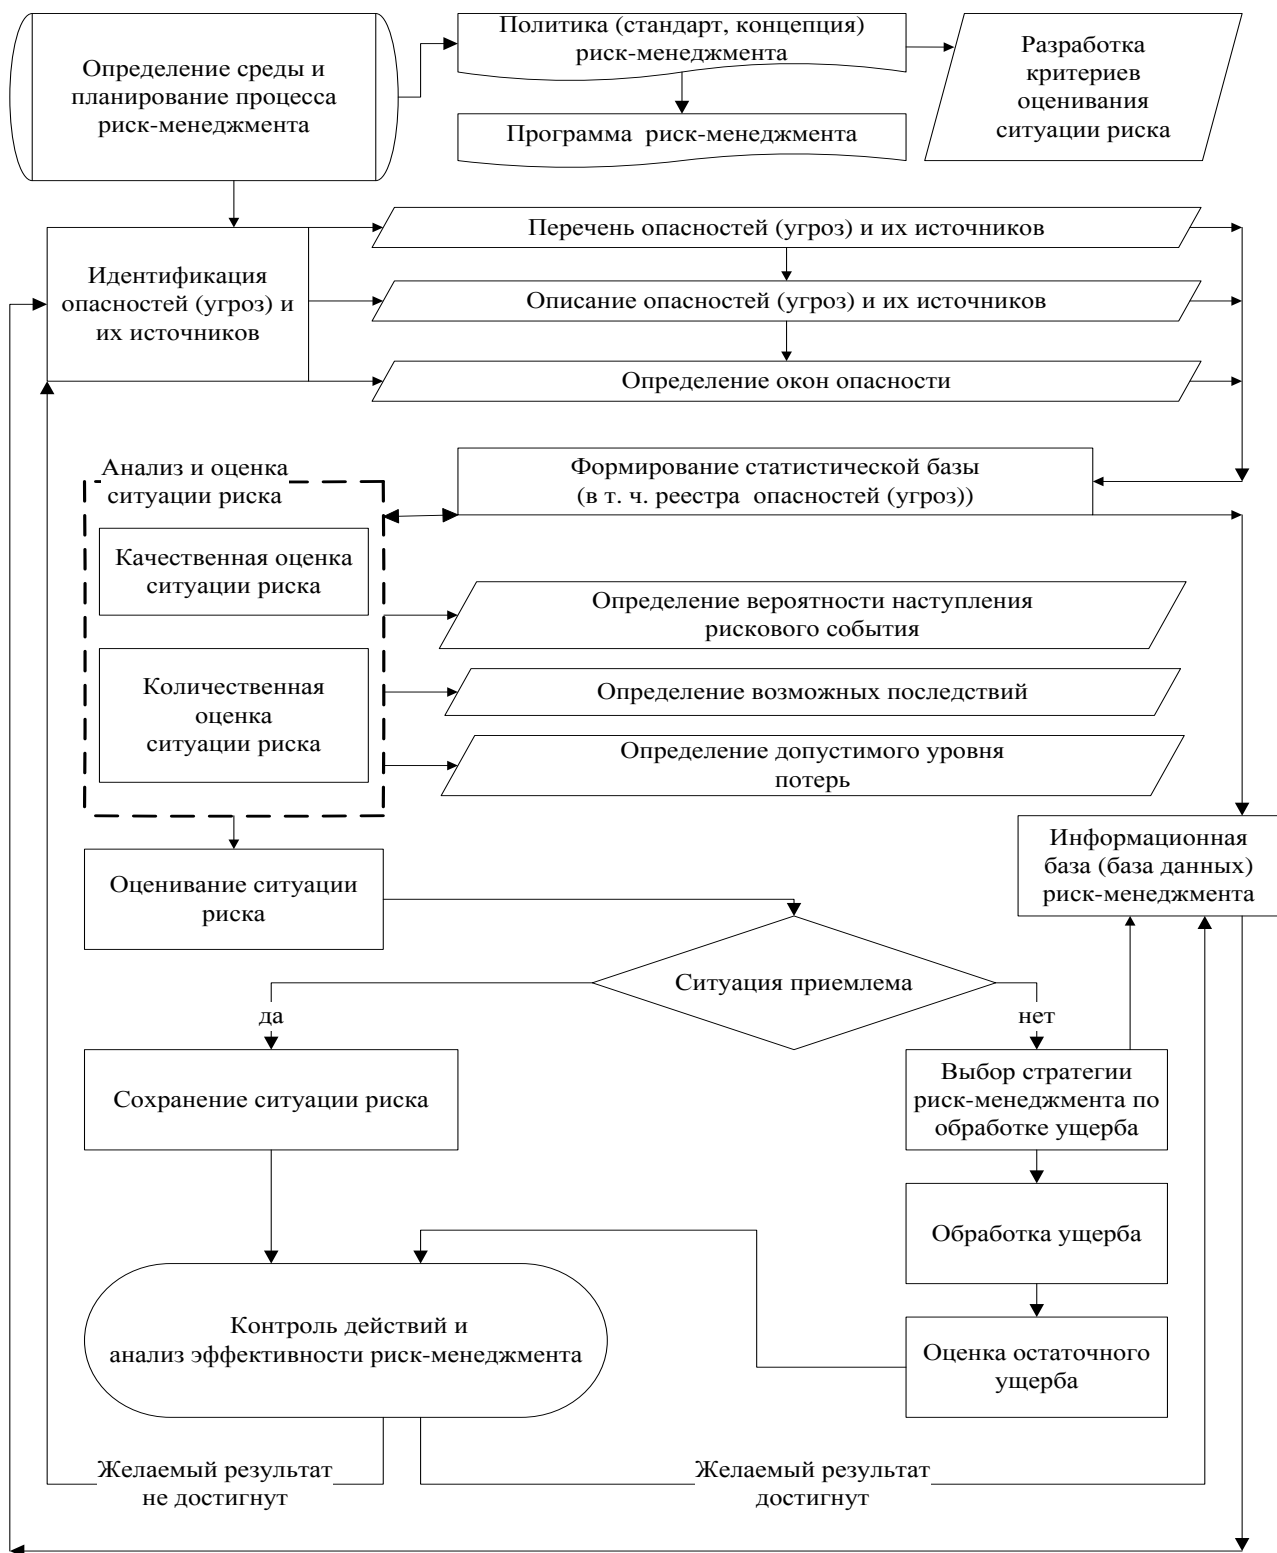 Определение среды и
планирование процесса
риск-менеджмента
Политика (стандарт, концепция)
риск-менеджмента
Программа риск-менеджмента
Разработка
критериев
оценивания
ситуации риска
Идентификация
опасностей (угроз) и
их источников
Перечень опасностей (угроз) и их источников
Описание опасностей (угроз) и их источников
Определение окон опасности
Анализ и оценка
ситуации риска
Формирование статистической базы
(в т. ч. реестра опасностей (угроз))
Качественная оценка
ситуации риска
Количественная
оценка
ситуации риска
Определение вероятности наступления
рискового события
Определение возможных последствий
Определение допустимого уровня
потерь
Информационная
база (база данных)
риск-менеджмента
Оценивание ситуации
риска
Ситуация приемлема
да
нет
Сохранение ситуации риска
Выбор стратегии
риск-менеджмента по
обработке ущерба
Обработка ущерба
Контроль действий и
анализ эффективности риск-менеджмента
Оценка остаточного
ущерба
Желаемый результат
не достигнут
Желаемый результат
достигнут